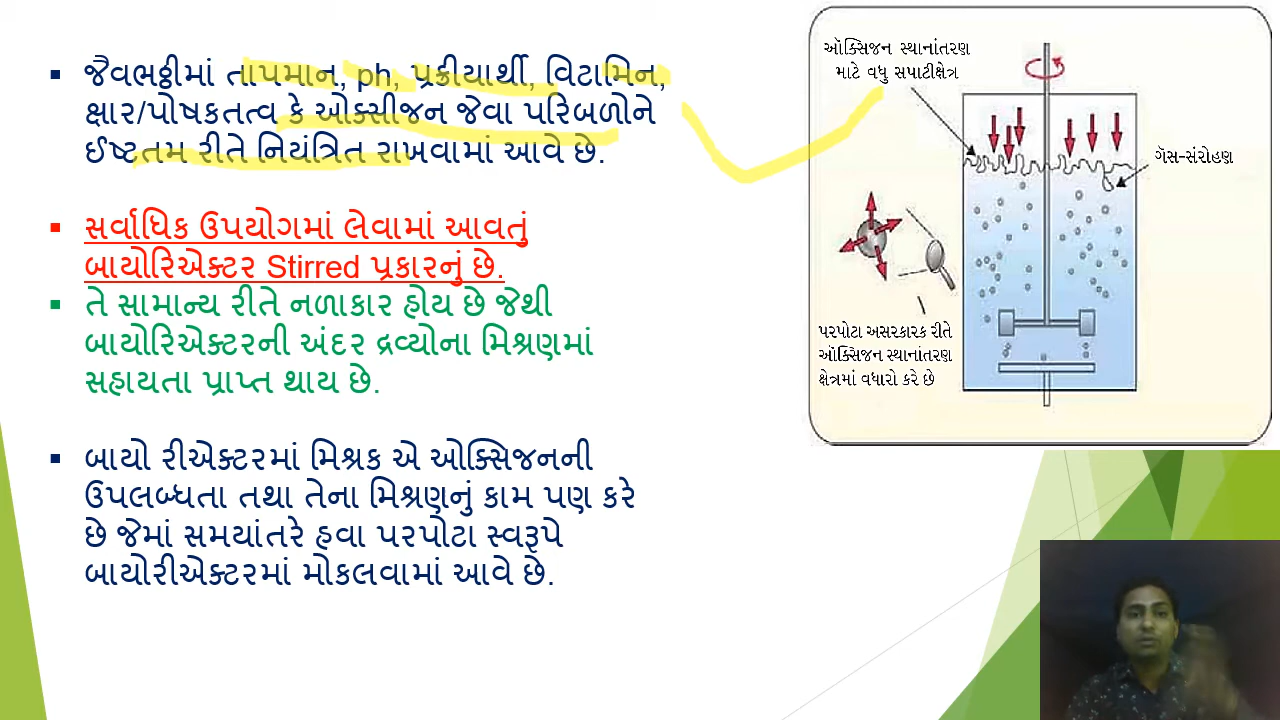 ▪ જૈવભઠ્ઠીમાં તાપમાન, ph, પ્રક્રીયાર્થી, વિટામિન,
ક્ષાર/પોષકતત્વ કે ઓક્સીજન જેવા પરિબળોને
ઈષ્ટતમ રીતે નિયંત્રિત રાખવામાં આવે છે.
▪ સર્વાધિક ઉપયોગમાં લેવામાં આવતું
બાયોરિએક્ટર Stirred પ્રકારનું છે.
▪ તે સામાન્ય રીતે નળાકાર હોય છે જેથી
બાયોરિએક્ટરની અંદર દ્રવ્યોના મિશ્રણમાં
સહાયતા પ્રાપ્ત થાય છે.
▪ બાયો રીએક્ટરમાં મિશ્રક એ ઓક્સિજનની
ઉપલબ્ધતા તથા તેના મિશ્રણનું કામ પણ કરે
છે જેમાં સમયાંતરે હવા પરપોટા સ્વરૂપે
બાયોરીએક્ટરમાં મોકલવામાં આવે છે.
ઑક્સિજન સ્થાનાંતરણ
માટે વધુ સપાટીક્ષેત્ર
ગૅસ-સંરોહણ
પરપોટા અસરકારક રીતે
ઑક્સિજન સ્થાનાંતરણ
ક્ષેત્રમાં વધારો કરે છે